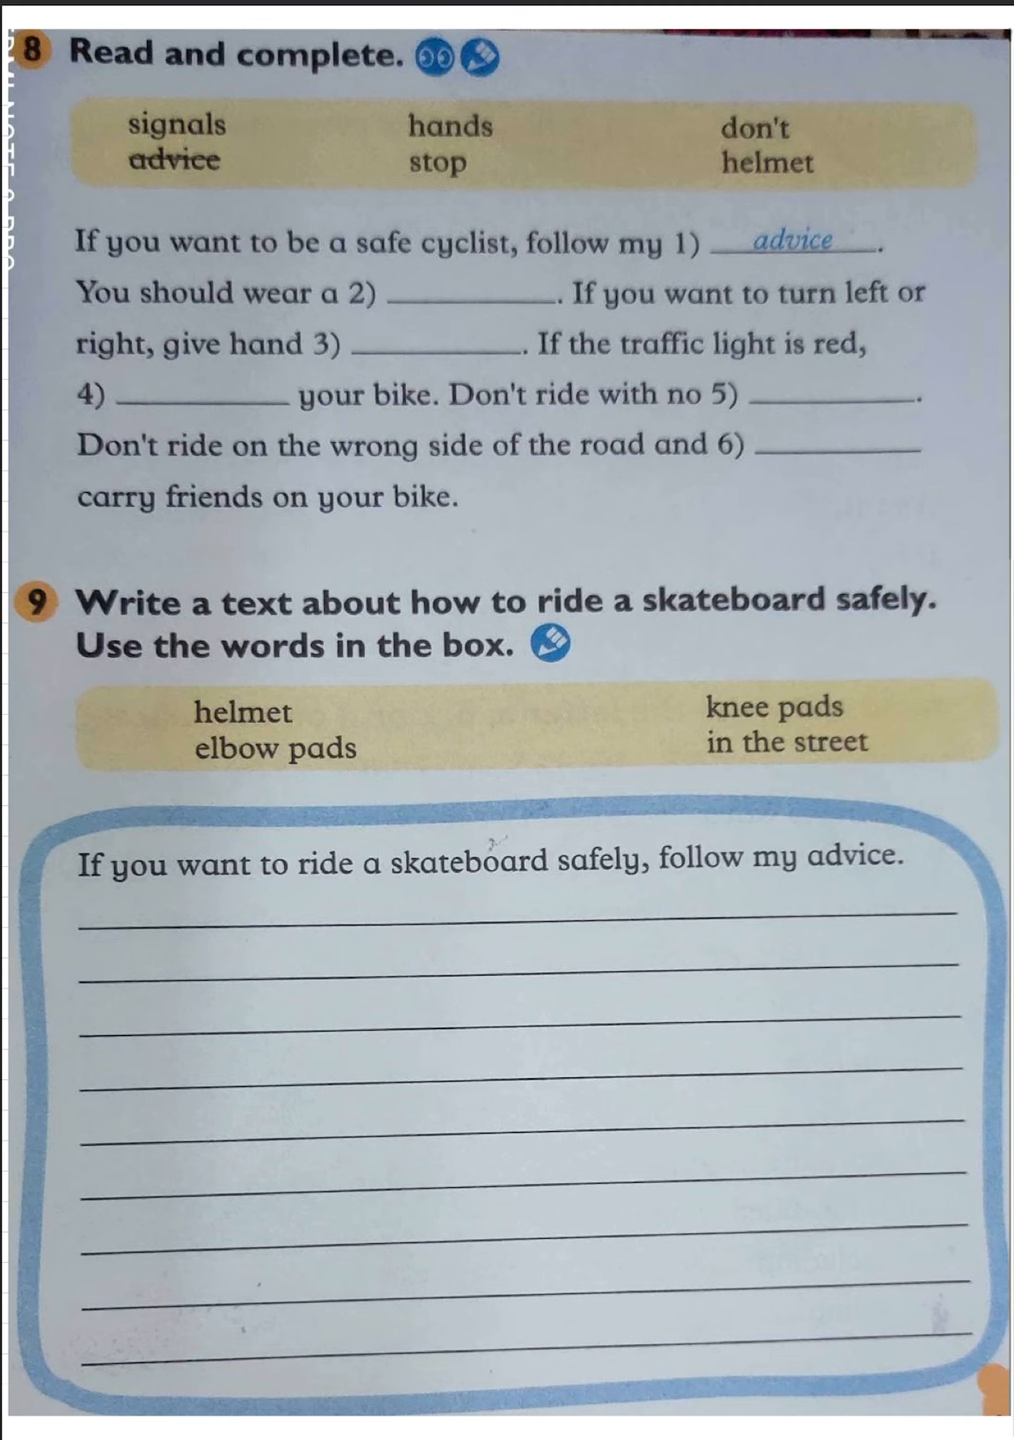 8 Read and complete.
signals hands don't
advice stop helmet
If you want to be a safe cyclist, follow my 1) advice.
You should wear a 2) ___________. If you want to turn left or
right, give hand 3) ___________. If the traffic light is red,
4) ___________ your bike. Don't ride with no 5) ___________.
Don't ride on the wrong side of the road and 6) ___________
carry friends on your bike.
9 Write a text about how to ride a skateboard safely.
Use the words in the box.
helmet knee pads
elbow pads in the street
If you want to ride a skateboard safely, follow my advice.